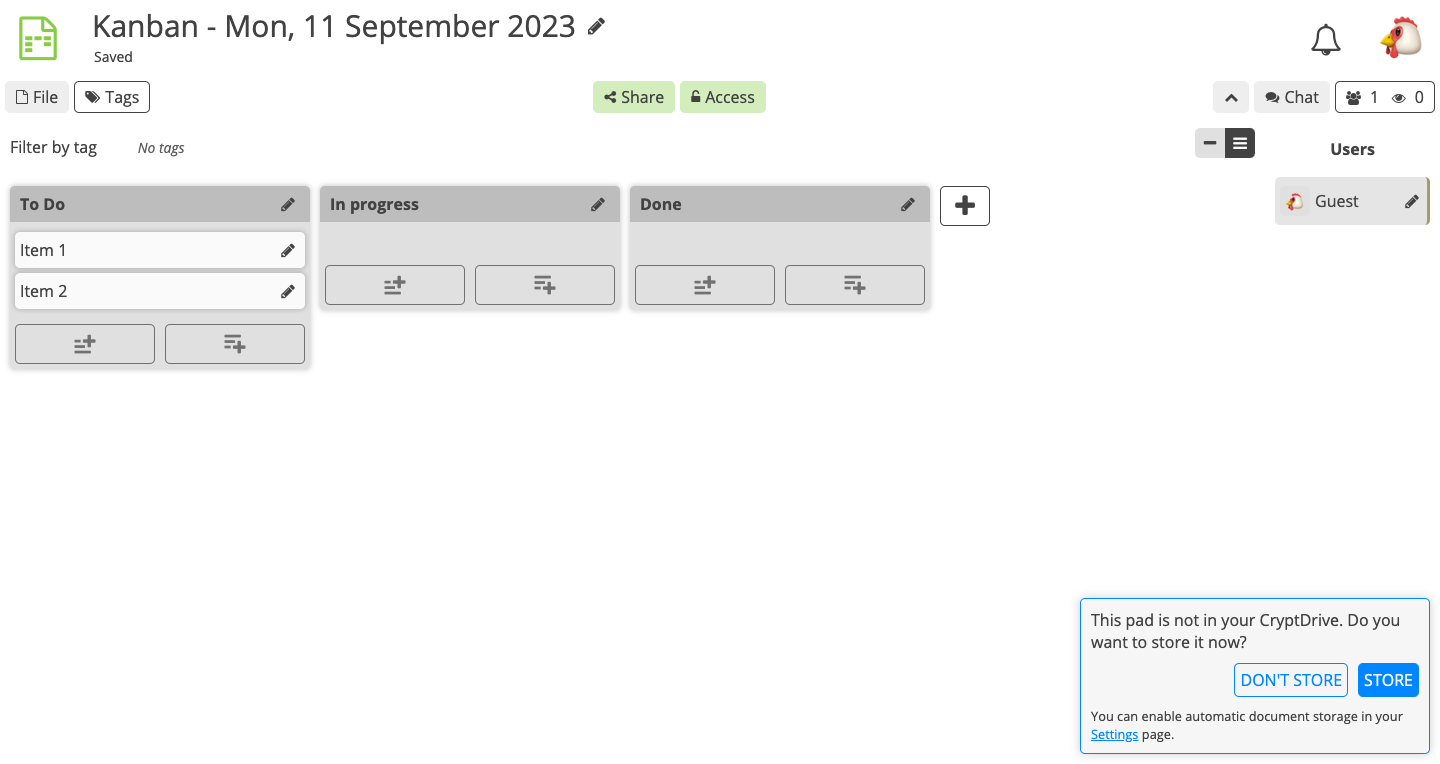 Kanban - Mon, 11 September 2023
Saved
File
Tags
Share
Access
Chat
1
0
Filter by tag
No tags
Users
Guest
To Do
In progress
Done
Item 1
Item 2
This pad is not in your CryptDrive. Do you
want to store it now?
DON'T STORE
STORE
You can enable automatic document storage in your
Settings page.